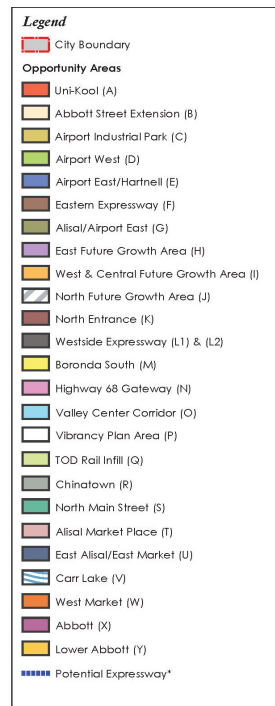 Legend
City Boundary
Opportunity Areas
Uni-Kool (A)
Abbott Street Extension (B)
Airport Industrial Park (C)
Airport West (D)
Airport East/Hartnell (E)
Eastern Expressway (F)
Alisal/Airport East (G)
East Future Growth Area (H)
West & Central Future Growth Area (I)
North Future Growth Area (J)
North Entrance (K)
Westside Expressway (L1) & (L2)
Boronda South (M)
Highway 68 Gateway (N)
Valley Center Corridor (O)
Vibrancy Plan Area (P)
TOD Rail Infill (Q)
Chinatown (R)
North Main Street (S)
Alisal Market Place (T)
East Alisal/East Market (U)
Carr Lake (V)
West Market (W)
Abbott (X)
Lower Abbott (Y)
Potential Expressway*